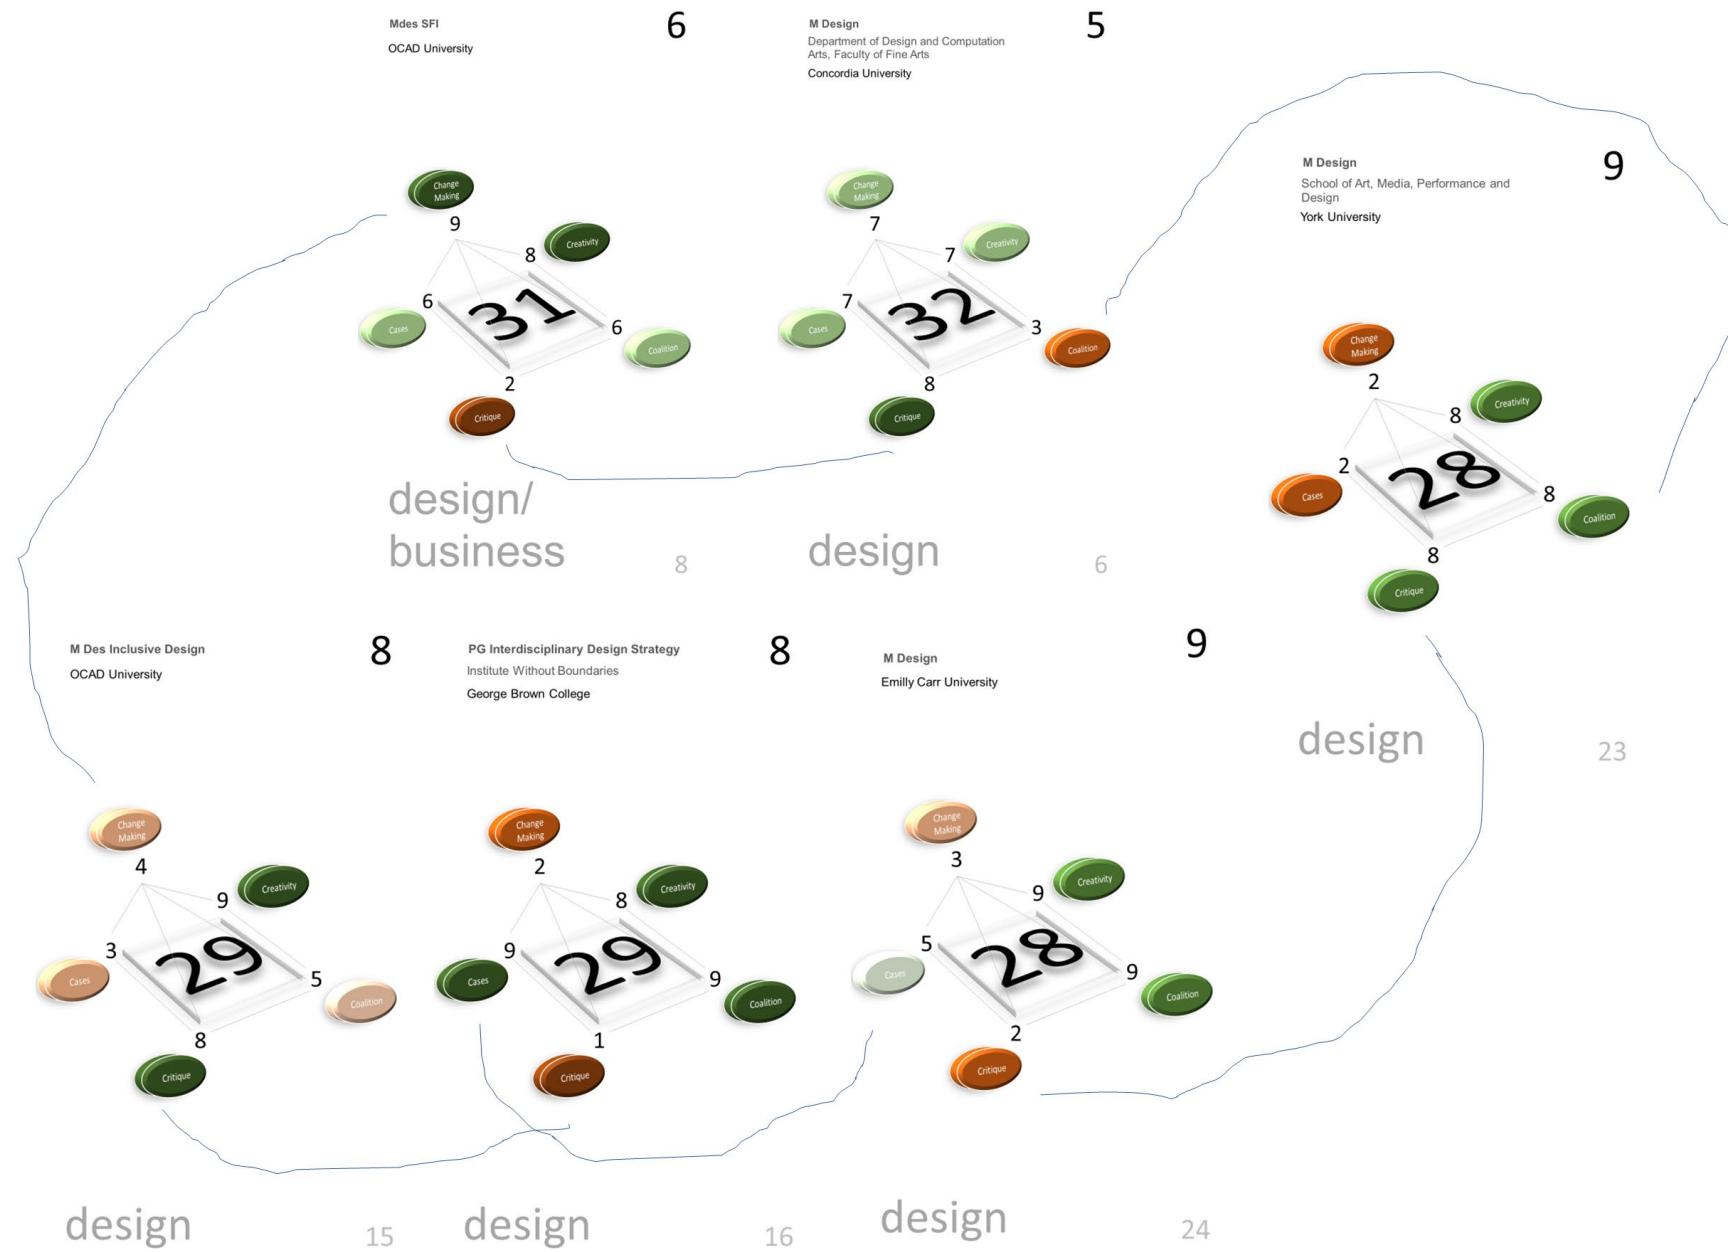 Mdes SFI
6
OCAD University
Change
Making
9
8
Creativity
6
31
Cases
6
Coalition
2
Critique
design/
business
8
M Design
5
Department of Design and Computation
Arts, Faculty of Fine Arts
Concordia University
Change
Making
7
7
Creativity
7
32
Cases
3
Coalition
8
Critique
design
6
M Design
9
School of Art, Media, Performance and
Design
York University
Change
Making
2
8
Creativity
2
28
Cases
8
Coalition
8
Critique
design
23
M Des Inclusive Design
8
OCAD University
Change
Making
4
9
Creativity
3
29
Cases
5
Coalition
8
Critique
design
15
PG Interdisciplinary Design Strategy
8
Institute Without Boundaries
George Brown College
Change
Making
2
8
Creativity
9
29
Cases
9
Coalition
1
Critique
design
16
M Design
9
Emilly Carr University
Change
Making
3
9
Creativity
5
28
Cases
9
Coalition
2
Critique
design
24